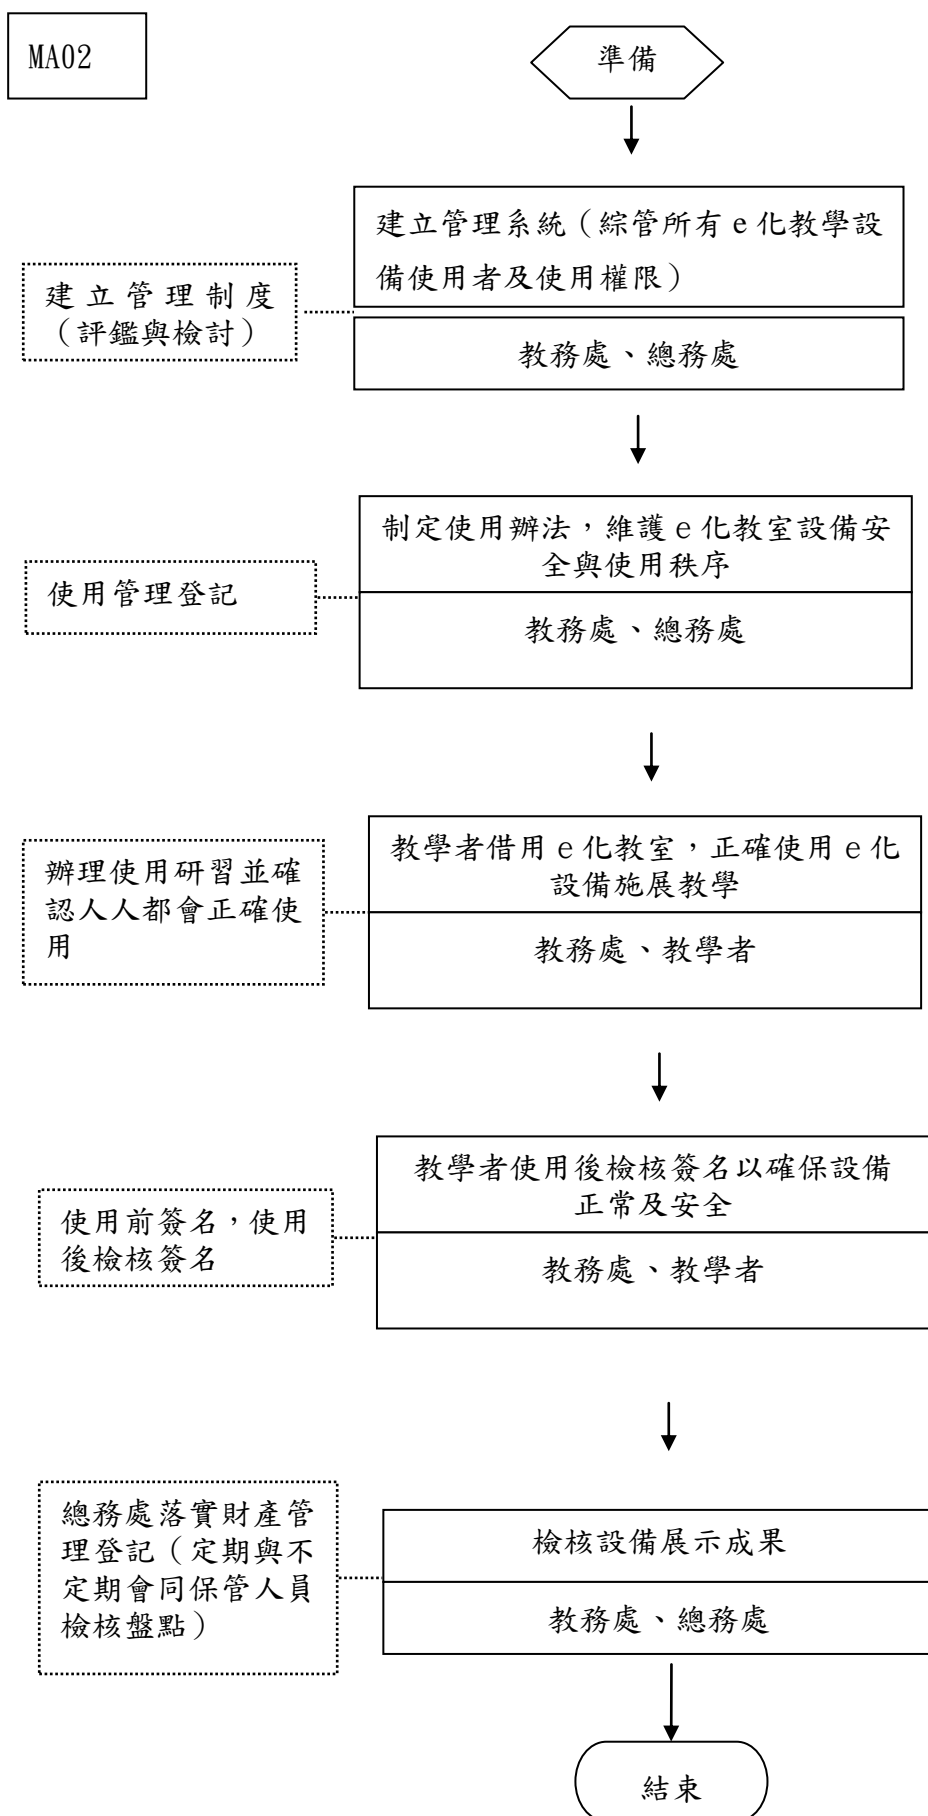 MA02
準備
建立管理系統（綜管所有 e 化教學設
備使用者及使用權限）
建立管理制度
（評鑑與檢討）
教務處、總務處
制定使用辦法，維護 e 化教室設備安
全與使用秩序
使用管理登記
教務處、總務處
教學者借用 e 化教室，正確使用 e 化
設備施展教學
辦理使用研習並確
認人人都會正確使
用
教務處、教學者
教學者使用後檢核簽名以確保設備
正常及安全
使用前簽名，使用
後檢核簽名
教務處、教學者
總務處落實財產管
理登記（定期與不
定期會同保管人員
檢核盤點）
檢核設備展示成果
教務處、總務處
結束